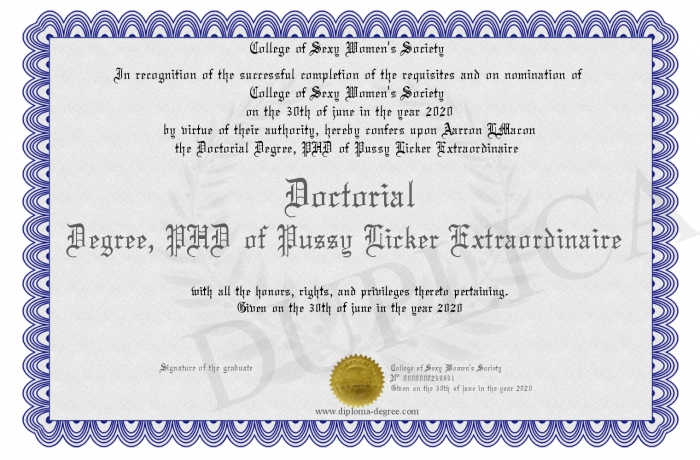 College of Sexy Women's Society
In recognition of the successful completion of the requisites and on nomination of
College of Sexy Women's Society
on the 30th of june in the year 2020
by virtue of their authority, hereby confers upon Aarron LMacon
the Doctorial Degree, PHD of Pussy Licker Extraordinaire
Doctorial
Degree, PHD of Pussy Licker Extraordinaire
with all the honors, rights, and privileges thereto pertaining.
Given on the 30th of june in the year 2020
Signature of the graduate
College of Sexy Women's Society
Nº 0000000238831
Given on the 30th of june in the year 2020
www.diploma-degree.com
DUPLICA